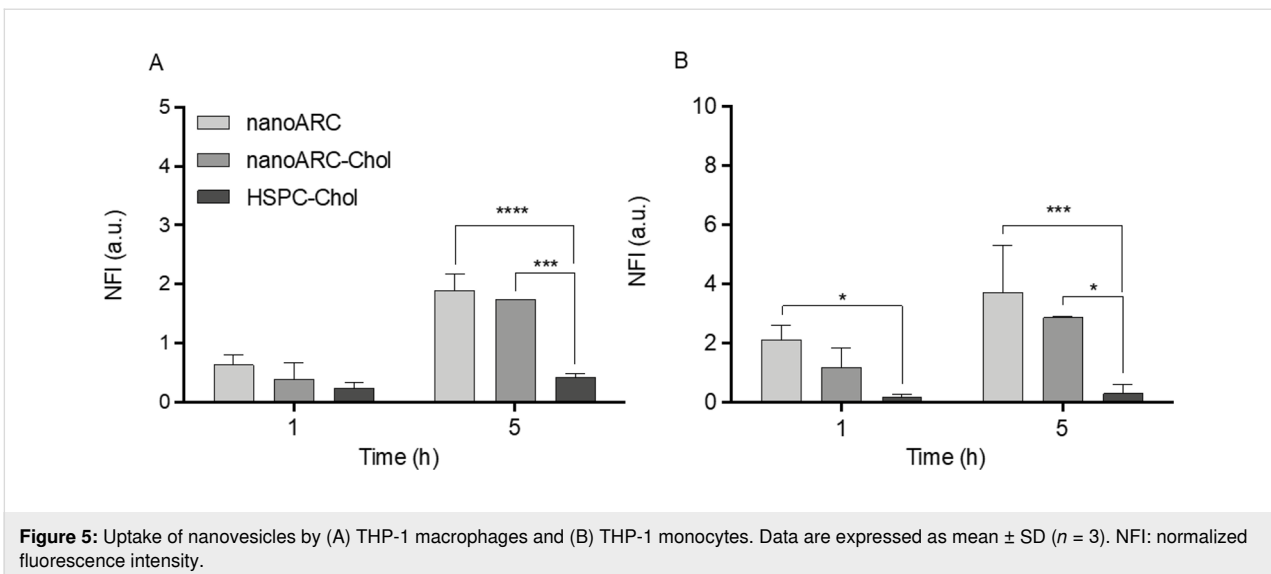 A
B
5
4
3
2
1
0
NFI (a.u.)
nanoARC
nanoARC-Chol
HSPC-Chol
****
***
1
5
Time (h)
10
8
6
4
2
0
NFI (a.u.)
*
***
*
1
5
Time (h)
Figure 5: Uptake of nanovesicles by (A) THP-1 macrophages and (B) THP-1 monocytes. Data are expressed as mean ± SD (n = 3). NFI: normalized
fluorescence intensity.